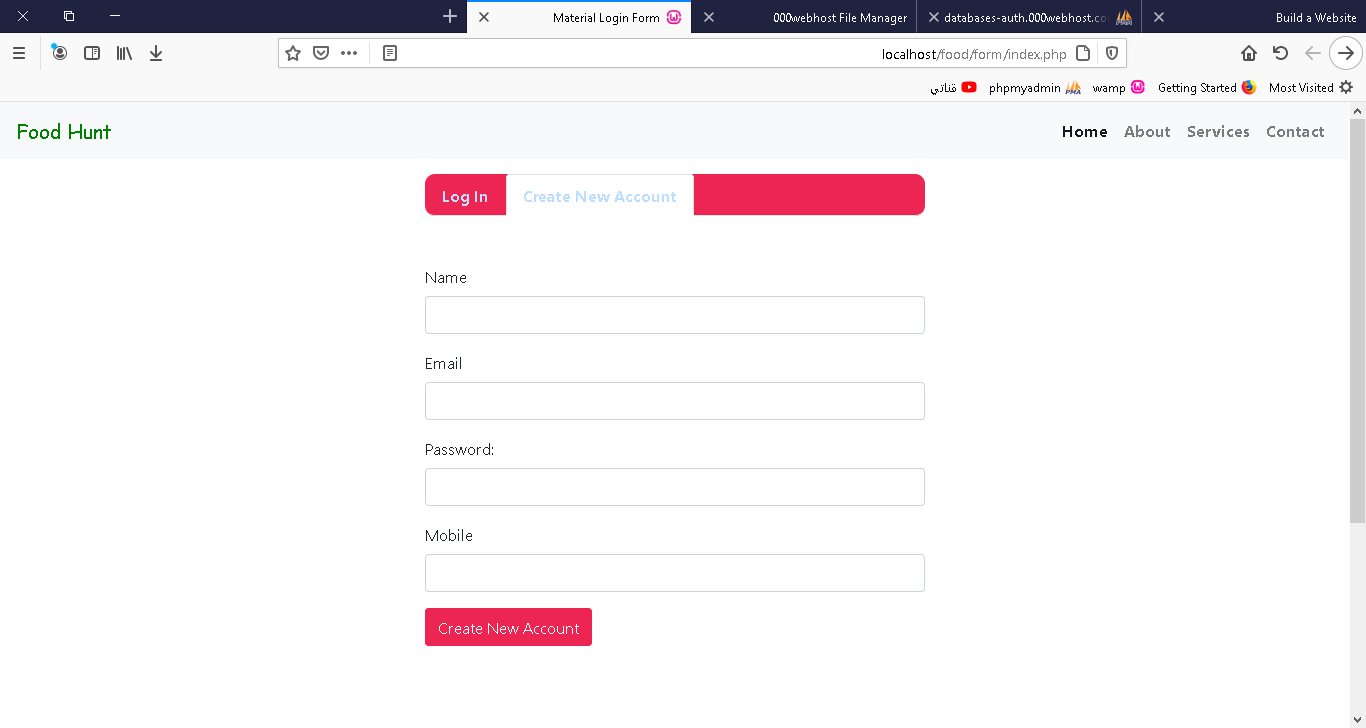 Material Login Form
000webhost File Manager
databases-auth.000webhost.co
Build a Website
localhost/food/form/index.php
قناتي
phpmyadmin
wamp
Getting Started
Most Visited
Food Hunt
Home About Services Contact
Log In
Create New Account
Name
Email
Password:
Mobile
Create New Account